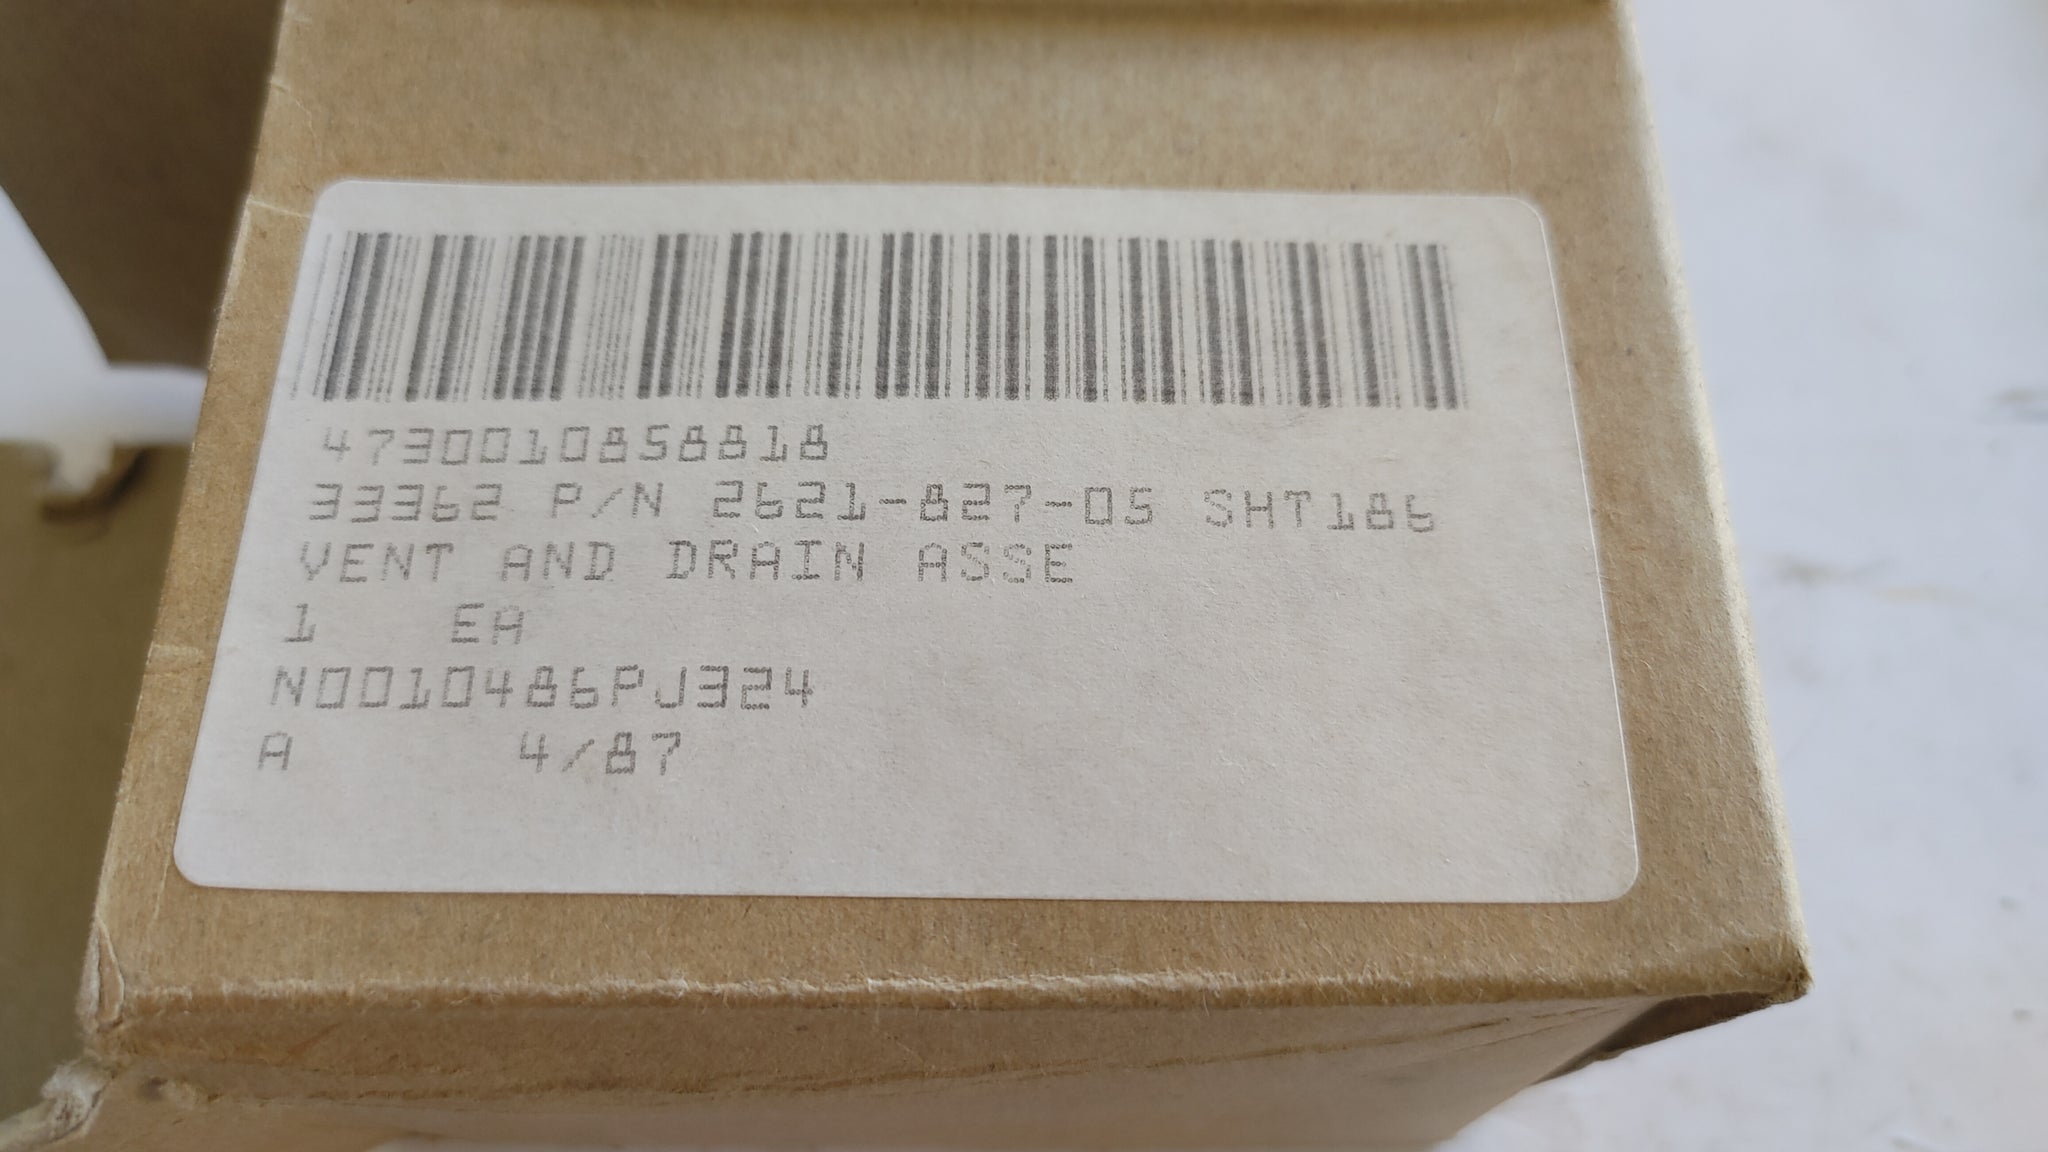 4730010858818
33362 P/N 2621-827-05 SHT186
VENT AND DRAIN ASSE
1 EA
N0010486PJ324
A 4/87